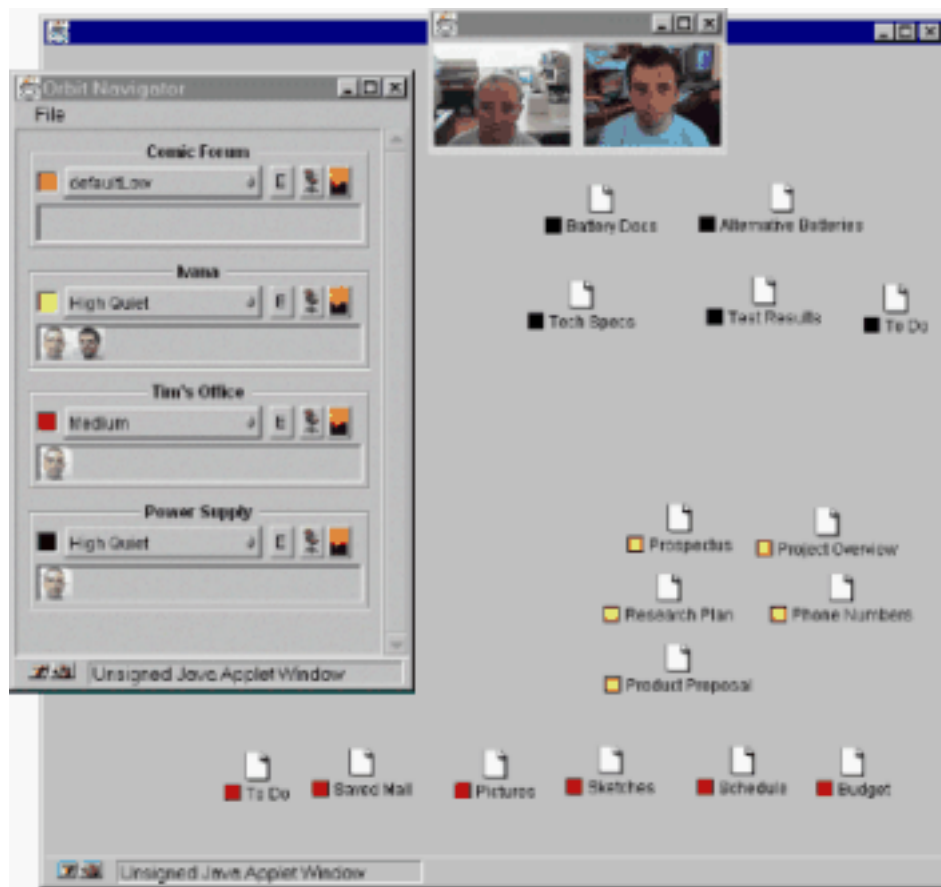 Orbit Navigator
File
Comic Forum
defaultLow
E
Ivana
High Quiet
E
Tim's Office
Medium
E
Power Supply
High Quiet
E
Unsigned Java Applet Window
Battery Docs
Alternative Batteries
Tech Specs
Test Results
To Do
Prospectus
Project Overview
Research Plan
Phone Numbers
Product Proposal
To Do
Saved Mail
Pictures
Sketches
Schedule
Budget
Unsigned Java Applet Window